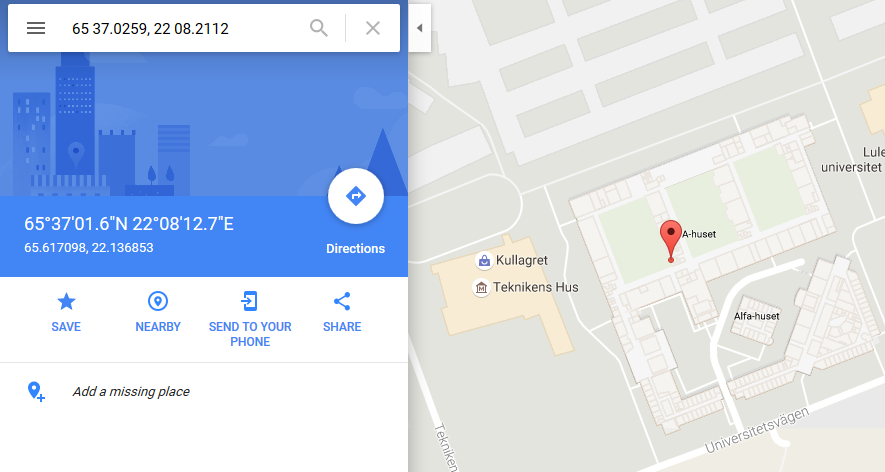 65 37.0259, 22 08.2112
65°37'01.6"N 22°08'12.7"E
65.617098, 22.136853
Directions
SAVE
NEARBY
SEND TO YOUR
PHONE
SHARE
Add a missing place
Lule
universitet
A-huset
Kullagret
Teknikens Hus
Alfa-huset
Universitetsvägen
Tekniken